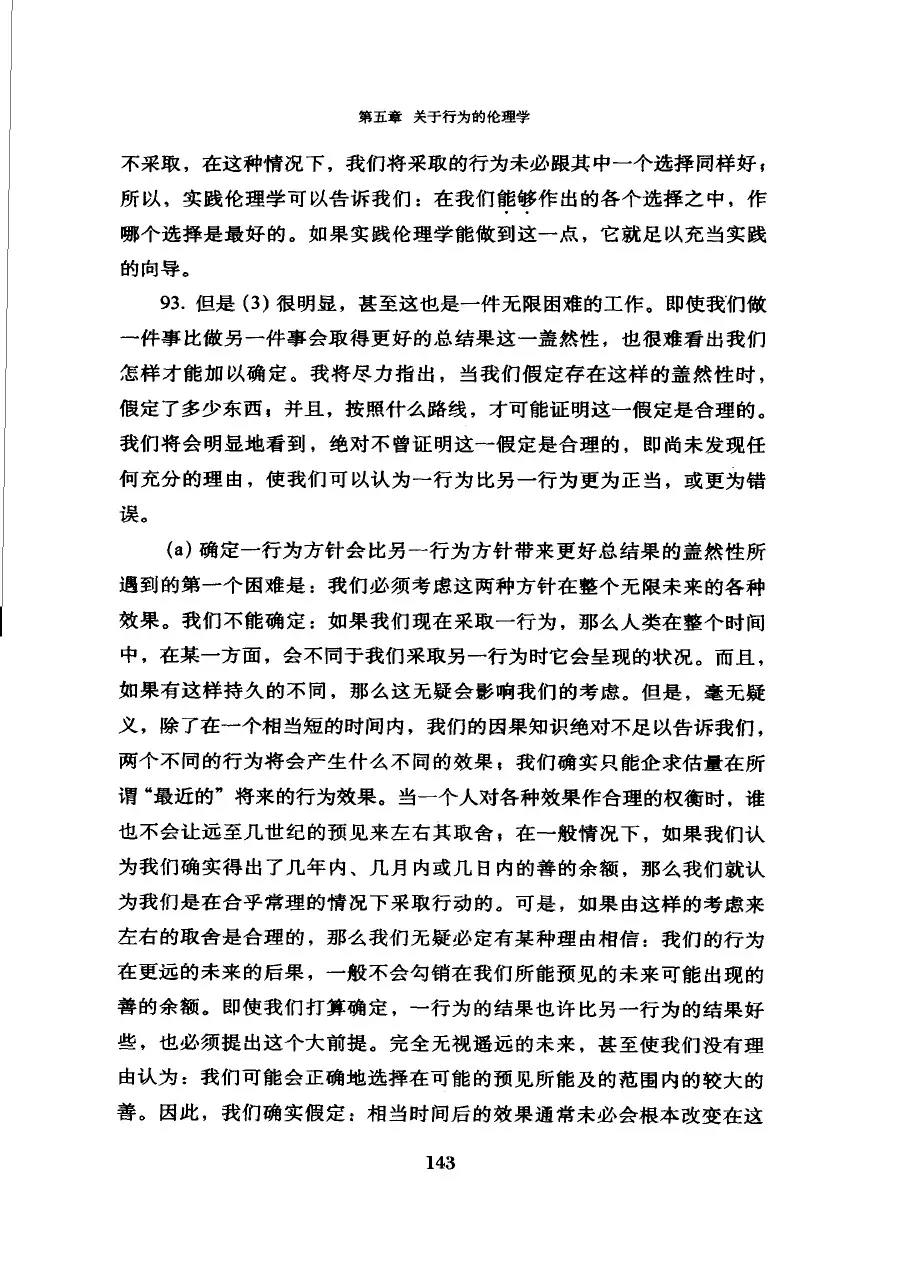 第五章 关于行为的伦理学
不采取，在这种情况下，我们将采取的行为未必跟其中一个选择同样好；
所以，实践伦理学可以告诉我们：在我们能够作出的各个选择之中，作
哪个选择是最好的。如果实践伦理学能做到这一点，它就足以充当实践
的向导。
93. 但是（3）很明显，甚至这也是一件无限困难的工作。即使我们做
一件事比做另一件事会取得更好的总结果这一盖然性，也很难看出我们
怎样才能加以确定。我将尽力指出，当我们假定存在这样的盖然性时，
假定了多少东西；并且，按照什么路线，才可能证明这一假定是合理的。
我们将会明显地看到，绝对不曾证明这一假定是合理的，即尚未发现任
何充分的理由，使我们可以认为一行为比另一行为更为正当，或更为错
误。
（a）确定一行为方针会比另一行为方针带来更好总结果的盖然性所
遇到的第一个困难是：我们必须考虑这两种方针在整个无限未来的各种
效果。我们不能确定：如果我们现在采取一行为，那么人类在整个时间
中，在某一方面，会不同于我们采取另一行为时它会呈现的状况。而且，
如果有这样持久的不同，那么这无疑会影响我们的考虑。但是，毫无疑
义，除了在一个相当短的时间内，我们的因果知识绝对不足以告诉我们，
两个不同的行为将会产生什么不同的效果；我们确实只能企求估量在所
谓“最近的”将来的行为效果。当一个人对各种效果作合理的权衡时，谁
也不会让远至几世纪的预见来左右其取舍；在一般情况下，如果我们认
为我们确实得出了几年内、几月内或几日内的善的余额，那么我们就认
为我们是在合乎常理的情况下采取行动的。可是，如果由这样的考虑来
左右的取舍是合理的，那么我们无疑必定有某种理由相信：我们的行为
在更远的未来的后果，一般不会勾销在我们所能预见的未来可能出现的
善的余额。即使我们打算确定，一行为的结果也许比另一行为的结果好
些，也必须提出这个大前提。完全无视遥远的未来，甚至使我们没有理
由认为：我们可能会正确地选择在可能的预见所能及的范围内的较大的
善。因此，我们确实假定：相当时间后的效果通常未必会根本改变在这
143